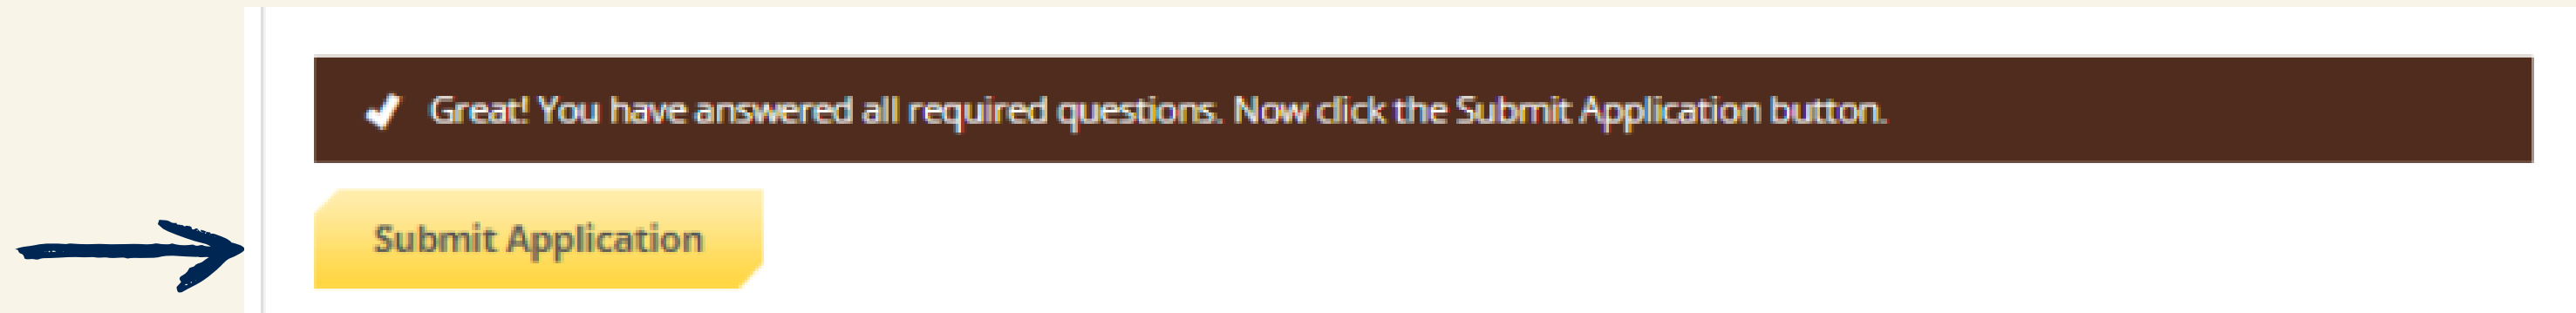 Great! You have answered all required questions. Now click the Submit Application button.
Submit Application